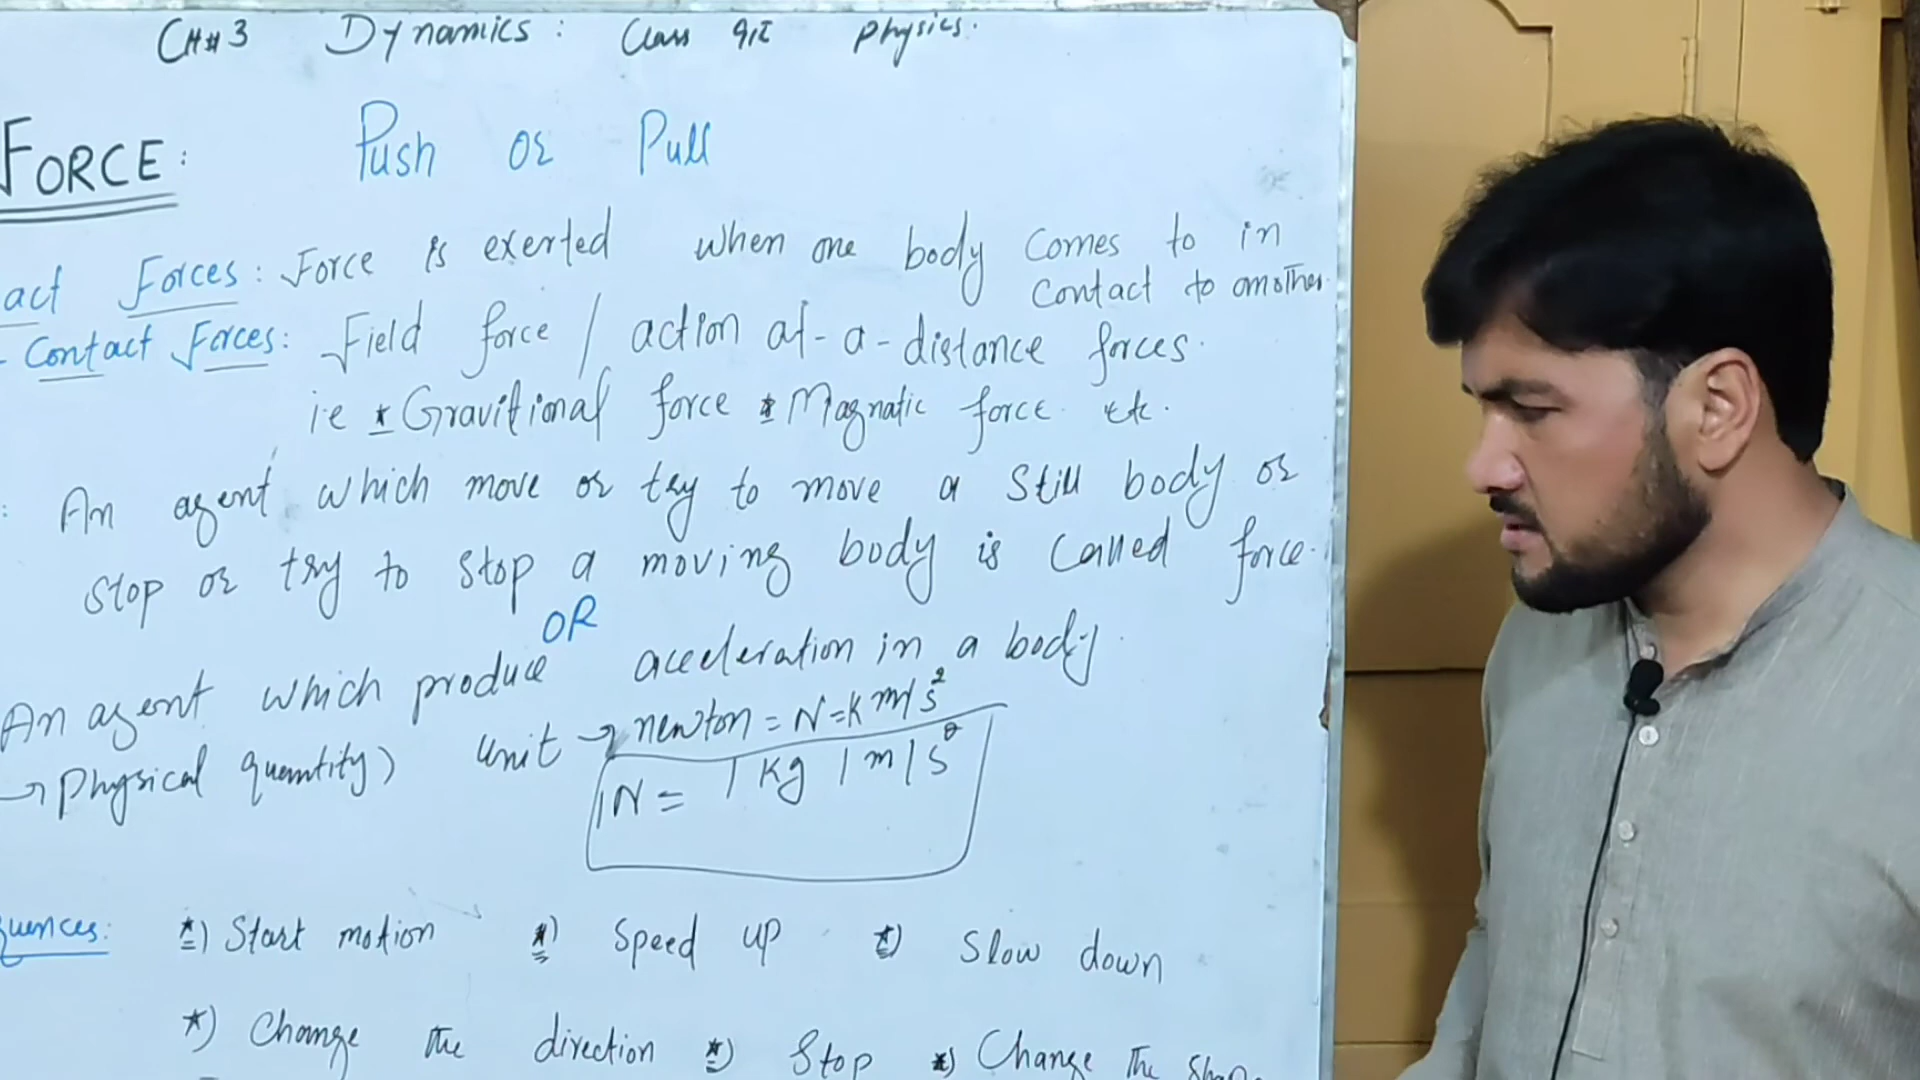 CH#3 Dynamics: Class 9th Physics.
FORCE: Push or Pull
act Forces: Force is exerted when one body Comes to in
Contact to another.
- Contact Forces: Field force / action at-a-distance forces.
i.e * Gravitional force * Magnatic force etc.
: An agent which move or try to move a Still body or
Stop or try to stop a moving body is Called force.
OR
An agent which produce aceeleration in a body.
→ Physical quantity) unit → newton = N = K m/s²
1N = 1 kg 1 m/s²
quences: *) Start motion *) Speed up *) Slow down
*) Change the direction *) Stop *) Change The